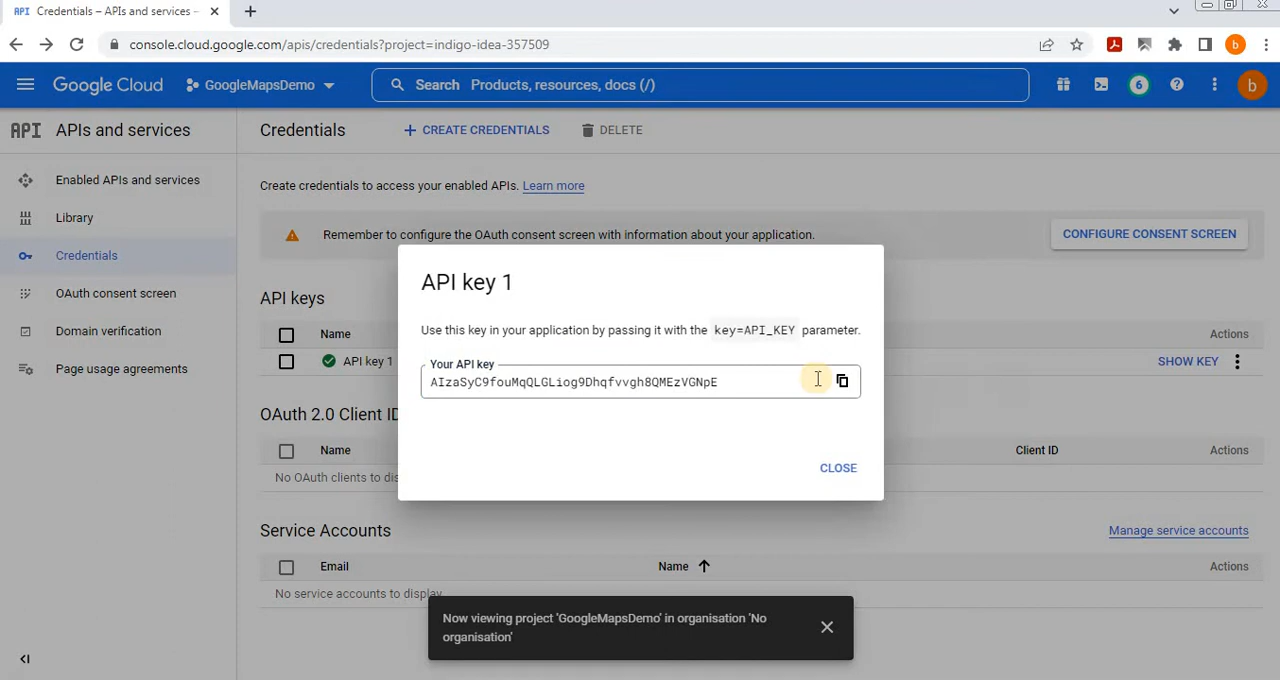 API Credentials – APIs and services –
console.cloud.google.com/apis/credentials?project=indigo-idea-357509
b
Google Cloud
GoogleMapsDemo
Search Products, resources, docs (/)
6
b
API APIs and services
Credentials
CREATE CREDENTIALS
DELETE
Enabled APIs and services
Library
Credentials
OAuth consent screen
Domain verification
Page usage agreements
Create credentials to access your enabled APIs. Learn more
Remember to configure the OAuth consent screen with information about your application.
CONFIGURE CONSENT SCREEN
API keys
Name
Actions
API key 1
SHOW KEY
OAuth 2.0 Client ID
Name
Client ID
Actions
No OAuth clients to dis
API key 1
Use this key in your application by passing it with the key=API_KEY parameter.
Your API key
AIzaSyC9fouMqQLGLiog9Dhqfvvgh8QMEzVGNpE
CLOSE
Service Accounts
Manage service accounts
Email
Name
Actions
No service accounts to display
Now viewing project 'GoogleMapsDemo' in organisation 'No
organisation'